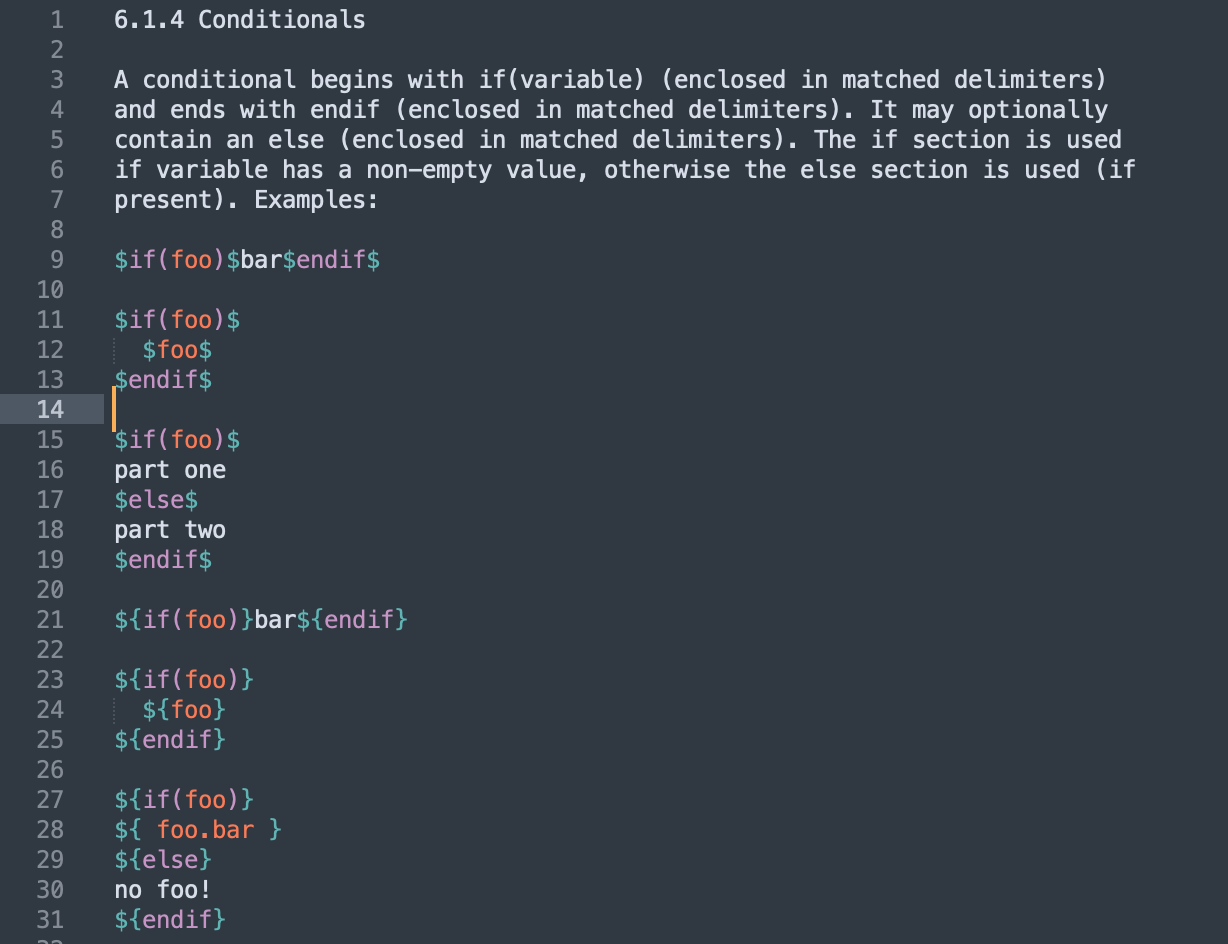 1 6.1.4 Conditionals
2
3 A conditional begins with if(variable) (enclosed in matched delimiters)
4 and ends with endif (enclosed in matched delimiters). It may optionally
5 contain an else (enclosed in matched delimiters). The if section is used
6 if variable has a non-empty value, otherwise the else section is used (if
7 present). Examples:
8
9 $if(foo)$bar$endif$
10
11 $if(foo)$
12   $foo$
13 $endif$
14
15 $if(foo)$
16 part one
17 $else$
18 part two
19 $endif$
20
21 ${if(foo)}bar${endif}
22
23 ${if(foo)}
24   ${foo}
25 ${endif}
26
27 ${if(foo)}
28 ${ foo.bar }
29 ${else}
30 no foo!
31 ${endif}